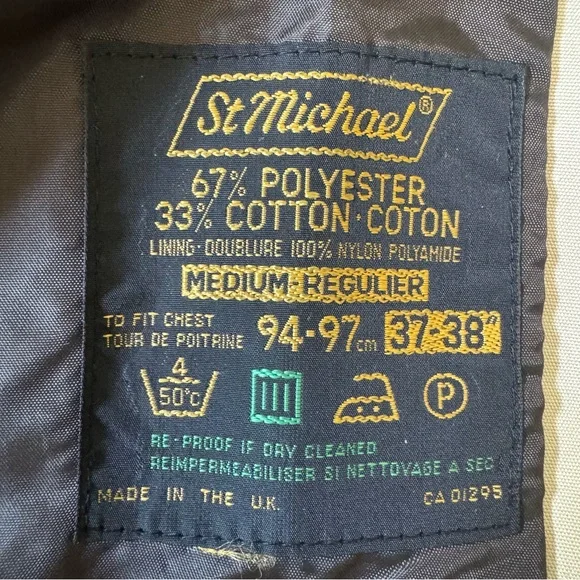 St Michael®
67% POLYESTER
33% COTTON·COTON
LINING·DOUBLURE 100% NYLON POLYAMIDE
MEDIUM-REGULIER
TO FIT CHEST
TOUR DE POITRINE 94-97cm 37-38"
4
50°C P
RE-PROOF IF DRY CLEANED
REIMPERMEABILISER SI NETTOYAGE A SEC
MADE IN THE U.K. CA 01295